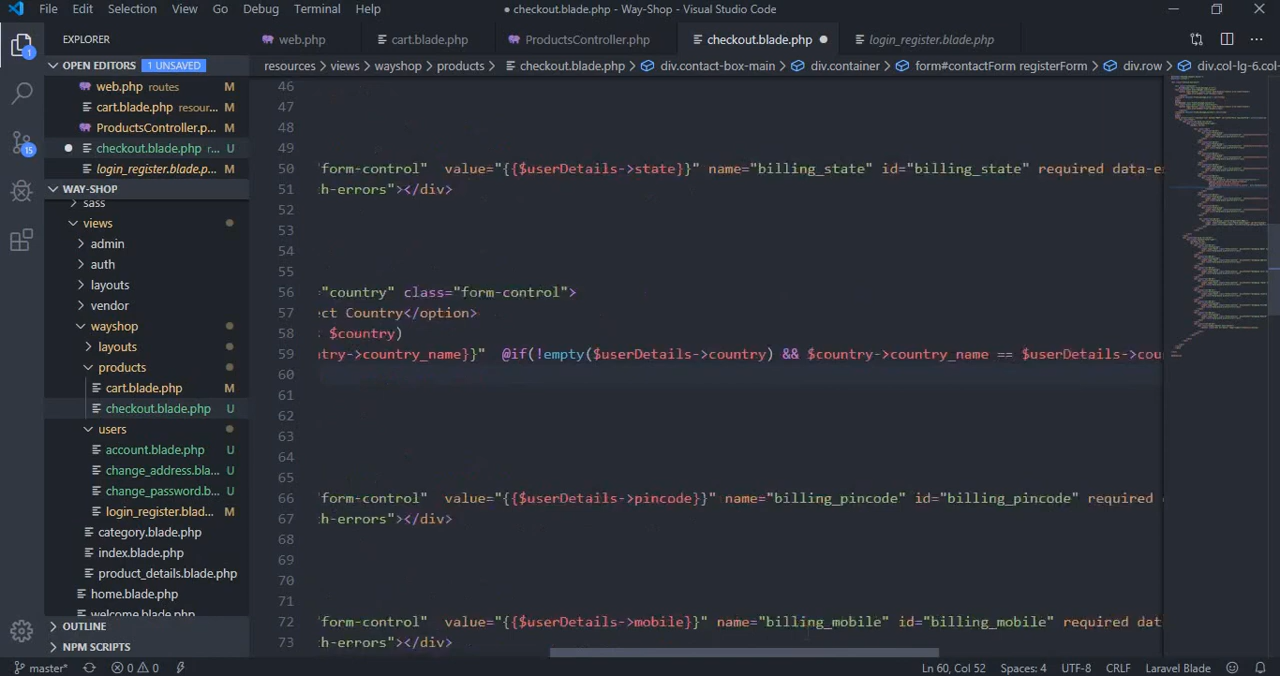 File Edit Selection View Go Debug Terminal Help
● checkout.blade.php - Way-Shop - Visual Studio Code
EXPLORER
web.php cart.blade.php ProductsController.php checkout.blade.php ● login_register.blade.php
OPEN EDITORS 1 UNSAVED
resources > views > wayshop > products > checkout.blade.php > div.contact-box-main > div.container > form#contactForm registerForm > div.row > div.col-lg-6.col-
web.php routes M
cart.blade.php resour... M
ProductsController.p... M
● checkout.blade.php r... U
login_register.blade.p... M
WAY-SHOP
sass
views
admin
auth
layouts
vendor
wayshop
layouts
products
cart.blade.php M
checkout.blade.php U
users
account.blade.php U
change_address.bla... U
change_password.b... U
login_register.blad... M
category.blade.php
index.blade.php
product_details.blade.php
home.blade.php
welcome.blade.php
OUTLINE
NPM SCRIPTS
1
15
46
47
48
49
50 "form-control" value="{{$userDetails->state}}" name="billing_state" id="billing_state" required data-e
51 h-errors"></div>
52
53
54
55
56 ="country" class="form-control">
57 ect Country</option>
58 $country)
59 ntry->country_name}}" @if(!empty($userDetails->country) && $country->country_name == $userDetails->cou
60
61
62
63
64
65
66 "form-control" value="{{$userDetails->pincode}}" name="billing_pincode" id="billing_pincode" required
67 h-errors"></div>
68
69
70
71
72 "form-control" value="{{$userDetails->mobile}}" name="billing_mobile" id="billing_mobile" required dat
73 h-errors"></div>
master* 0 0 Ln 60, Col 52 Spaces: 4 UTF-8 CRLF Laravel Blade